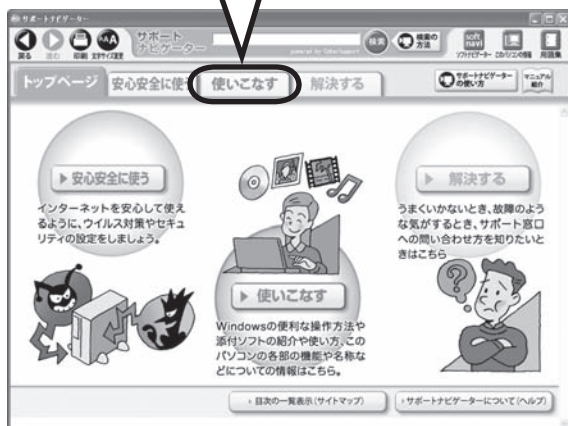 サポートナビゲーター
戻る 進む 印刷 文字サイズ変更
サポート
ナビゲーター
powered by CyberSupport
検索
検索の
方法
soft
navi
ソフトナビゲーター このパソコンの情報 用語集
トップページ 安心安全に使う 使いこなす 解決する
サポートナビゲーター
の使い方
マニュアル
紹介
安心安全に使う
インターネットを安心して使え
るように、ウイルス対策やセキュ
リティの設定をしましょう。
使いこなす
Windowsの便利な操作方法や
添付ソフトの紹介や使い方、この
パソコンの各部の機能や名称な
どについての情報はこちら。
解決する
うまくいかないとき、故障のよう
な気がするとき、サポート窓口
への問い合わせ方を知りたいと
きはこちら
目次の一覧表示(サイトマップ)
サポートナビゲーターについて(ヘルプ)